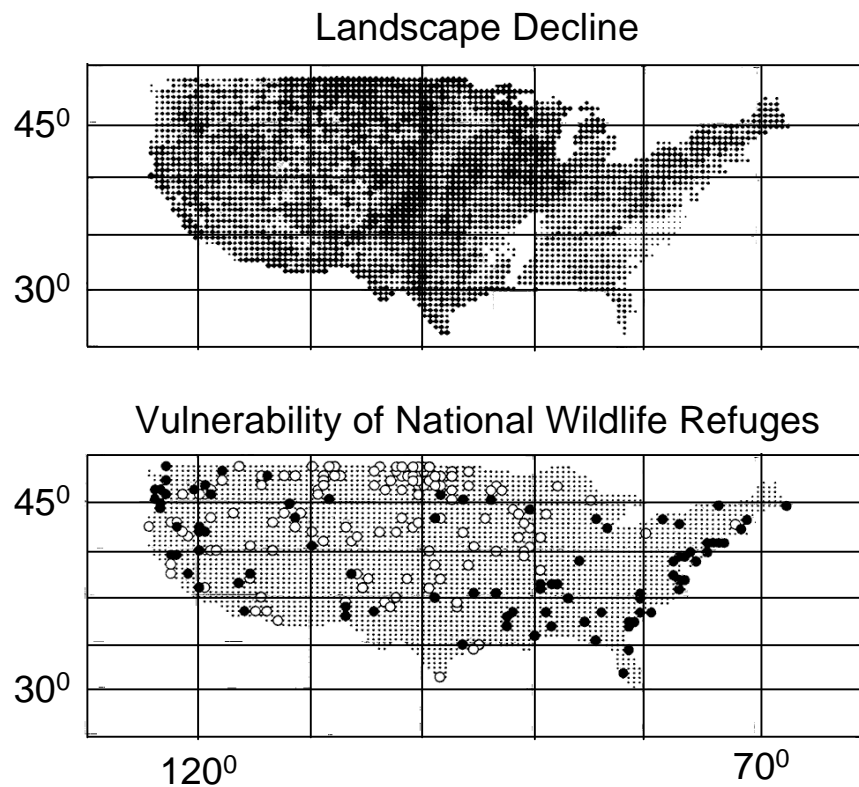 Landscape Decline
45⁰
30⁰
Vulnerability of National Wildlife Refuges
45⁰
30⁰
120⁰ 70⁰